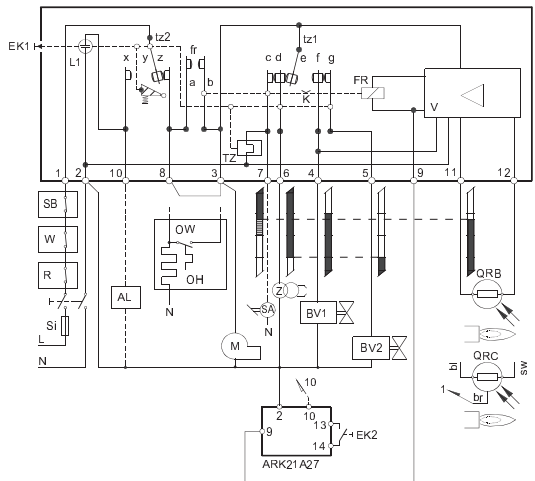 EK1
L1
tz2
x y z
fr
a b
tz1
c d e f g
K
FR
V
TZ
1 2 10 8 3 7 6 4 5 9 11 12
SB
W
R
Si
L
N
AL
OW
OH
N
M
SA
N
Z
BV1
BV2
QRB
QRC
bl
sw
1
br
10
2 10
9
13
14
EK2
ARK21A27